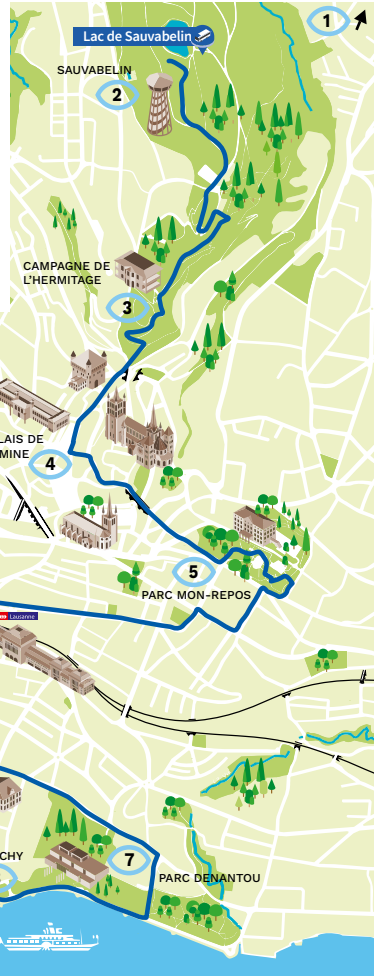 1
Lac de Sauvabelin
SAUVABELIN
2
CAMPAGNE DE
L'HERMITAGE
3
LAIS DE
MINE
4
5
PARC MON-REPOS
Lausanne
7
CHY
PARC DENANTOU